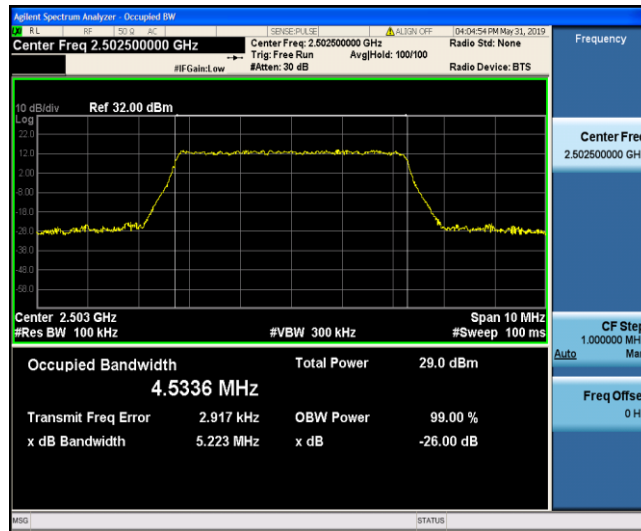 Agilent Spectrum Analyzer - Occupied BW
RL RF 50 Ω AC SENSE:PULSE ALIGN OFF 04:04:54 PM May 31, 2019
Center Freq 2.502500000 GHz Center Freq: 2.502500000 GHz Radio Std: None Frequency
Trig: Free Run Avg|Hold: 100/100
#IFGain:Low #Atten: 30 dB Radio Device: BTS
10 dB/div Ref 32.00 dBm
Log
22.0
12.0
2.00
-8.00
-18.0
-28.0
-38.0
-48.0
-58.0
Center Freq
2.502500000 GH
Center 2.503 GHz Span 10 MHz
#Res BW 100 kHz #VBW 300 kHz #Sweep 100 ms
CF Step
1.000000 MH
Auto Ma
Occupied Bandwidth Total Power 29.0 dBm
4.5336 MHz
Freq Offse
0 H
Transmit Freq Error 2.917 kHz OBW Power 99.00 %
x dB Bandwidth 5.223 MHz x dB -26.00 dB
MSG STATUS